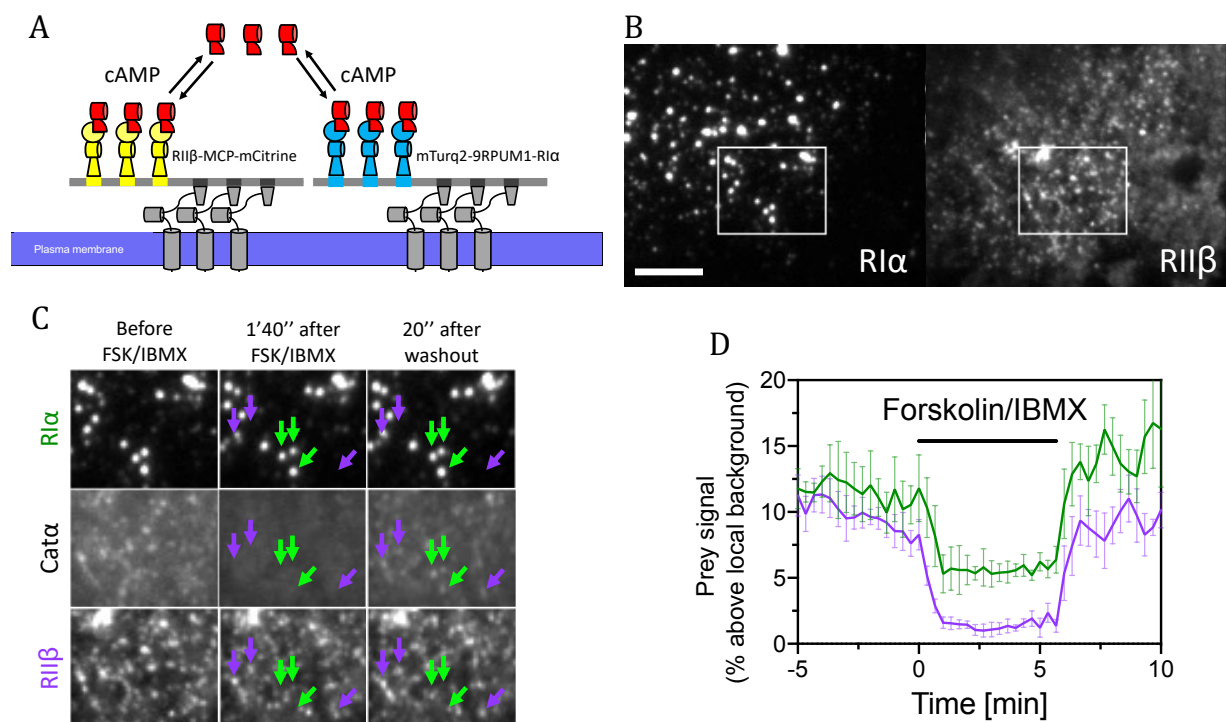 A
cAMP
cAMP
RIIβ-MCP-mCitrine
mTurq2-9RPUM1-RIα
Plasma membrane
B
RIα
RIIβ
C
Before
FSK/IBMX
1'40'' after
FSK/IBMX
20'' after
washout
RIα
Catα
RIIβ
D
Forskolin/IBMX
Prey signal
(% above local background)
20
15
10
5
0
-5
0
5
10
Time [min]